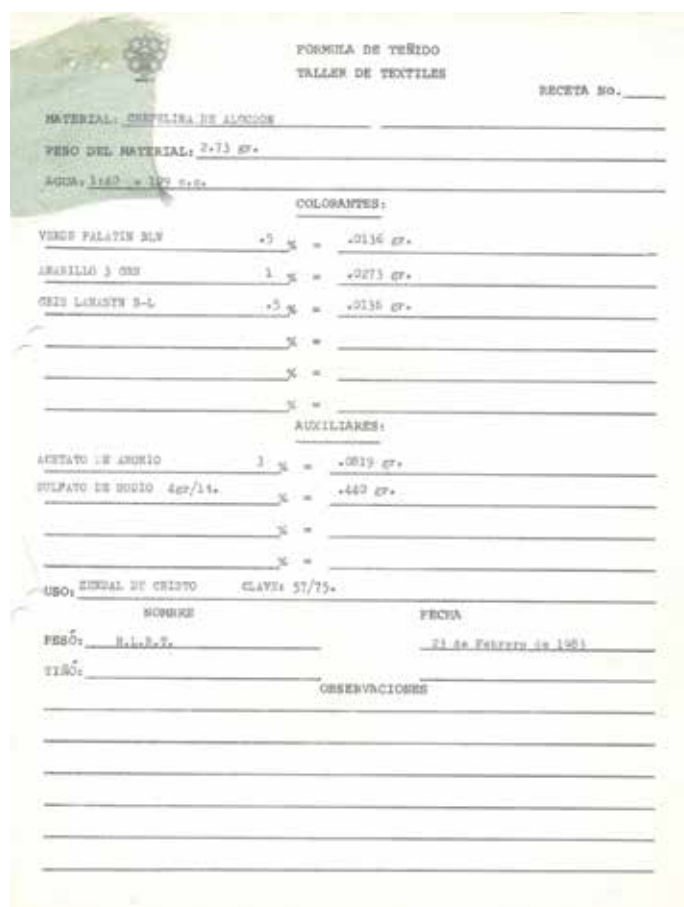 FORMULA DE TEÑIDO
TALLER DE TEXTILES
RECETA No.
MATERIAL: CREPELINA DE ALGODON
PESO DEL MATERIAL: 2.73 gr.
AGUA: 1:40 = 109 c.c.
COLORANTES:
VERDE PALATIN BLN .5 % = .0136 gr.
AMARILLO 3 1 % = .0273 gr.
GRIS LANASYN B-L .5 % = .0136 gr.
% =
% =
% =
AUXILIARES:
ACETATO DE AMONIO 3 % = .0819 gr.
SULFATO DE SODIO 4gr/lt. % = .440 gr.
% =
% =
USO: CENDAL DE CRISTO CLAVE: 57/75.
NOMBRE FECHA
PESÓ: 23 de Febrero de
TIÑÓ:
OBSERVACIONES